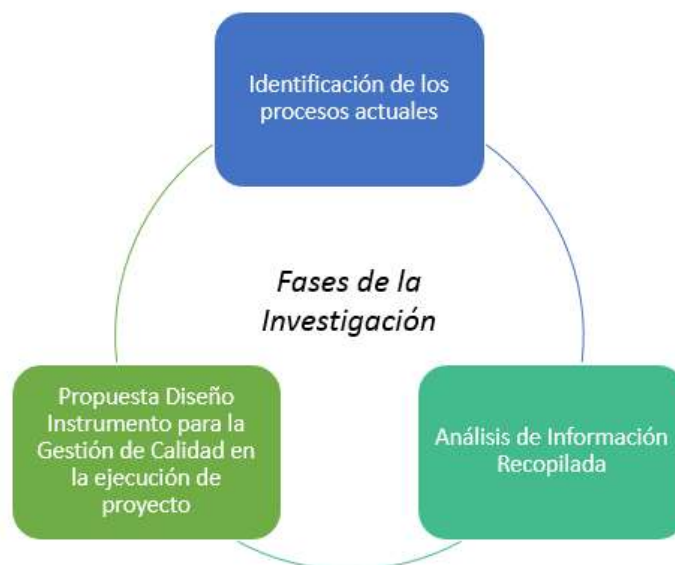 Identificación de los
procesos actuales
Fases de la
Investigación
Propuesta Diseño
Instrumento para la
Gestión de Calidad en
la ejecución de
proyecto
Análisis de Información
Recopilada